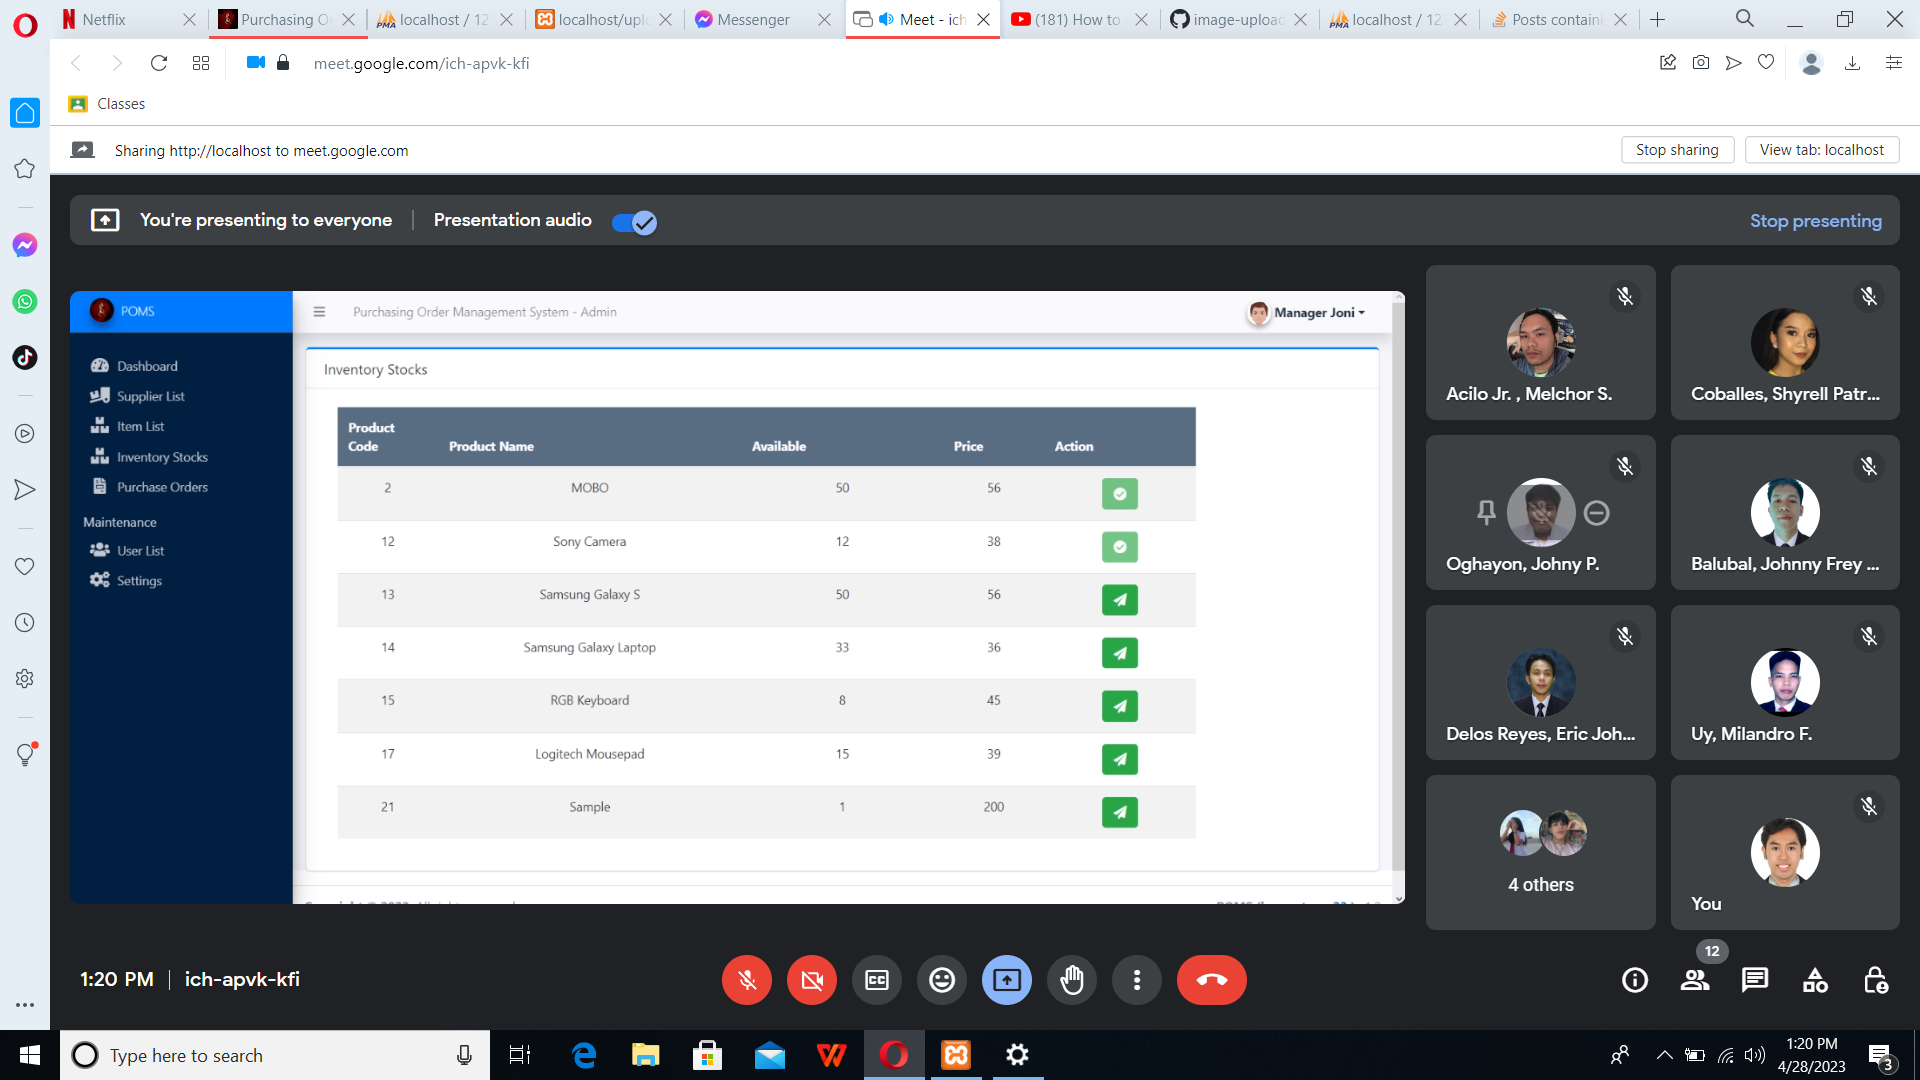 Netflix
Purchasing O
localhost / 12
localhost/uplo
Messenger
Meet - ich
(181) How to
image-upload
localhost / 12
Posts containi
meet.google.com/ich-apvk-kfi
Classes
Sharing http://localhost to meet.google.com
Stop sharing
View tab: localhost
You're presenting to everyone
Presentation audio
Stop presenting
POMS
Purchasing Order Management System - Admin
Manager Joni
Dashboard
Supplier List
Item List
Inventory Stocks
Purchase Orders
Maintenance
User List
Settings
Inventory Stocks
Product Code Product Name Available Price Action
2 MOBO 50 56
12 Sony Camera 12 38
13 Samsung Galaxy S 50 56
14 Samsung Galaxy Laptop 33 36
15 RGB Keyboard 8 45
17 Logitech Mousepad 15 39
21 Sample 1 200
Acilo Jr. , Melchor S.
Coballes, Shyrell Patr...
Oghayon, Johny P.
Balubal, Johnny Frey ...
Delos Reyes, Eric Joh...
Uy, Milandro F.
4 others
You
1:20 PM | ich-apvk-kfi
CC
12
Type here to search
1:20 PM
4/28/2023
3